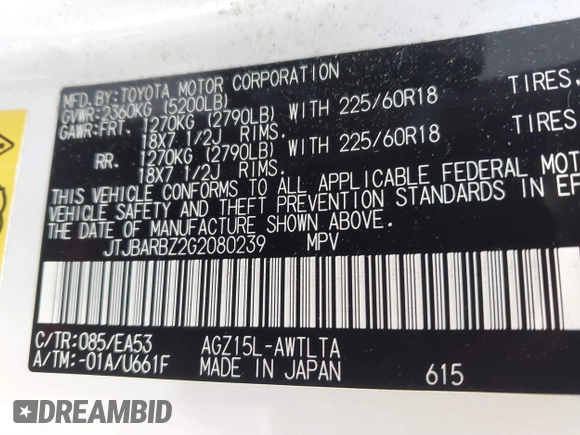 MFD.BY:TOYOTA MOTOR CORPORATION
GVWR:2360KG (5200LB)
GAWR:FRT. 1270KG (2790LB) WITH 225/60R18 TIRES.
18X7 1/2J RIMS.
RR. 1270KG (2790LB) WITH 225/60R18 TIRES.
18X7 1/2J RIMS.
THIS VEHICLE CONFORMS TO ALL APPLICABLE FEDERAL MOT
VEHICLE SAFETY AND THEFT PREVENTION STANDARDS IN EF
THE DATE OF MANUFACTURE SHOWN ABOVE.
JTJBARBZ2G2080239 MPV
C/TR:085/EA53 AGZ15L-AWTLTA
A/TM:-01A/U661F MADE IN JAPAN 615
DREAMBID